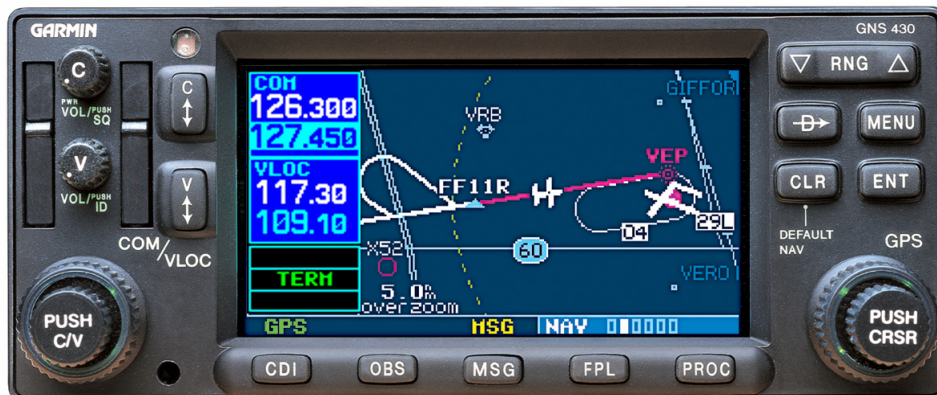 GARMIN
GNS 430
C
PWR
VOL/PUSH
SQ
C
V
VOL/PUSH
ID
V
COM/VLOC
PUSH
C/V
COM
126.300
127.450
VLOC
117.30
109.10
TERM
GPS
MSG
NAV
GIFFOR
VRB
VEP
FF11R
29L
04
60
X52
5.0nm
overzoom
VERO
RNG
D
MENU
CLR
ENT
DEFAULT
NAV
GPS
PUSH
CRSR
CDI
OBS
MSG
FPL
PROC